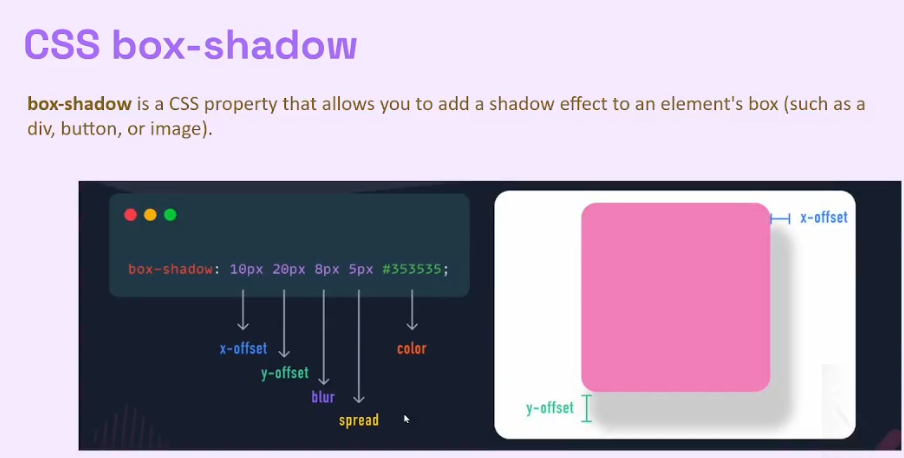 CSS box-shadow
box-shadow is a CSS property that allows you to add a shadow effect to an element's box (such as a
div, button, or image).
box-shadow: 10px 20px 8px 5px #353535;
x-offset
y-offset
blur
spread
color
x-offset
y-offset